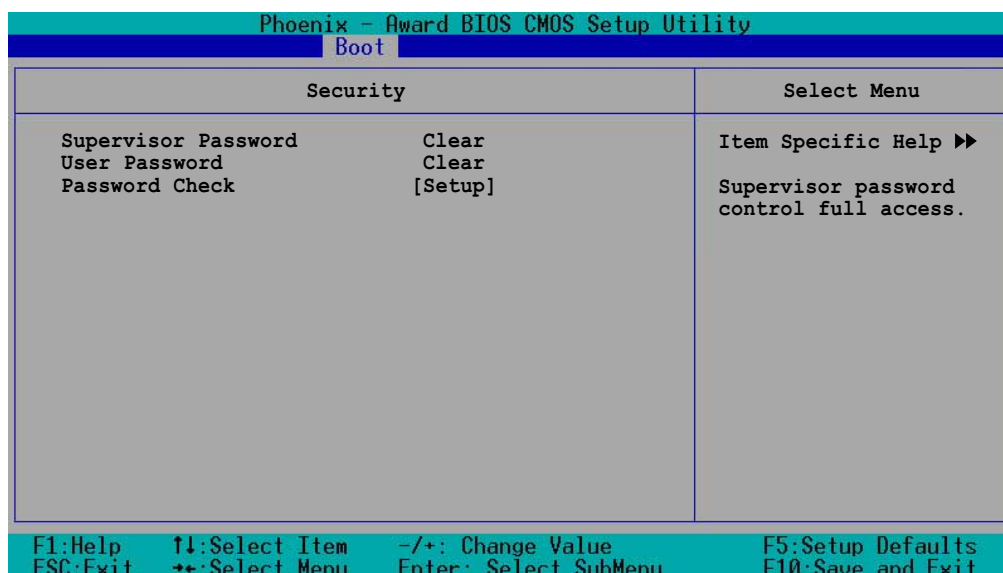 Phoenix - Award BIOS CMOS Setup Utility
Boot
Security
Select Menu
Supervisor Password Clear
User Password Clear
Password Check [Setup]
Item Specific Help ▶▶
Supervisor password
control full access.
F1:Help ↑↓:Select Item -/+: Change Value F5:Setup Defaults
ESC:Exit →←:Select Menu Enter: Select SubMenu F10:Save and Exit